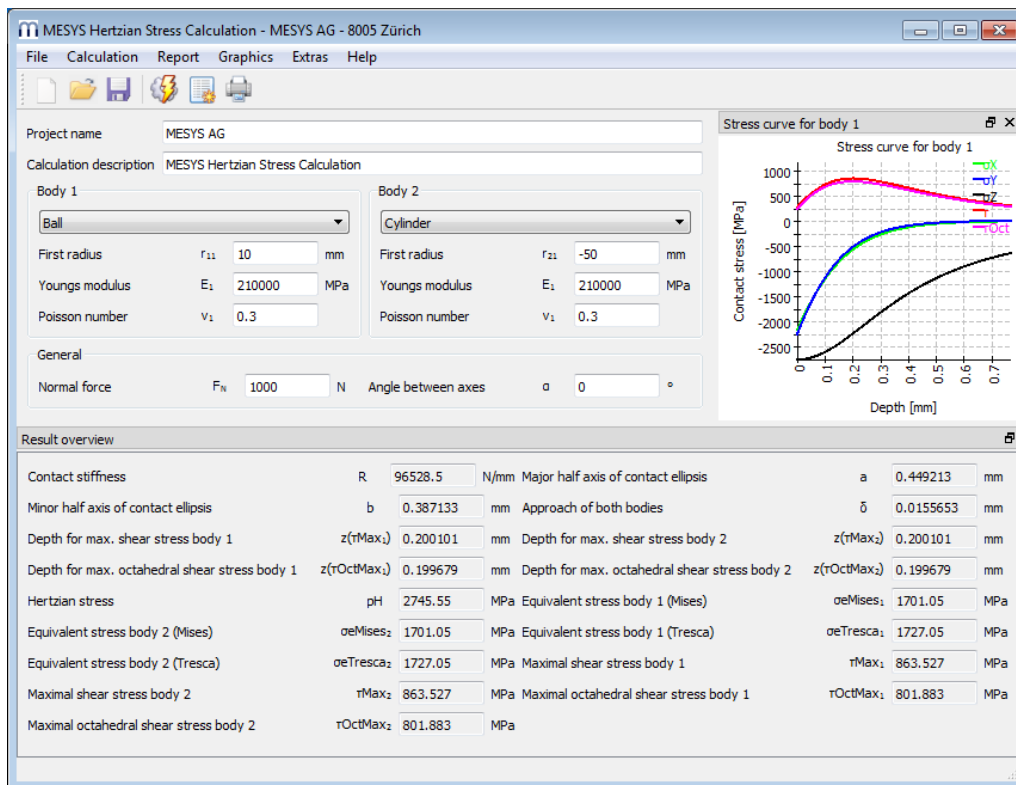 MESYS Hertzian Stress Calculation - MESYS AG - 8005 Zürich
File Calculation Report Graphics Extras Help
Project name MESYS AG
Calculation description MESYS Hertzian Stress Calculation
Body 1
Ball
First radius r₁₁ 10 mm
Youngs modulus E₁ 210000 MPa
Poisson number ν₁ 0.3
Body 2
Cylinder
First radius r₂₁ -50 mm
Youngs modulus E₁ 210000 MPa
Poisson number ν₁ 0.3
General
Normal force Fɴ 1000 N Angle between axes α 0 °
Stress curve for body 1
Stress curve for body 1
σX
σY
σZ
τ
τOct
Contact stress [MPa]
1000
500
0
-500
-1000
-1500
-2000
-2500
0 0.1 0.2 0.3 0.4 0.5 0.6 0.7
Depth [mm]
Result overview
Contact stiffness R 96528.5 N/mm Major half axis of contact ellipsis a 0.449213 mm
Minor half axis of contact ellipsis b 0.387133 mm Approach of both bodies δ 0.0155653 mm
Depth for max. shear stress body 1 z(τMax₁) 0.200101 mm Depth for max. shear stress body 2 z(τMax₂) 0.200101 mm
Depth for max. octahedral shear stress body 1 z(τOctMax₁) 0.199679 mm Depth for max. octahedral shear stress body 2 z(τOctMax₂) 0.199679 mm
Hertzian stress pH 2745.55 MPa Equivalent stress body 1 (Mises) σeMises₁ 1701.05 MPa
Equivalent stress body 2 (Mises) σeMises₂ 1701.05 MPa Equivalent stress body 1 (Tresca) σeTresca₁ 1727.05 MPa
Equivalent stress body 2 (Tresca) σeTresca₂ 1727.05 MPa Maximal shear stress body 1 τMax₁ 863.527 MPa
Maximal shear stress body 2 τMax₂ 863.527 MPa Maximal octahedral shear stress body 1 τOctMax₁ 801.883 MPa
Maximal octahedral shear stress body 2 τOctMax₂ 801.883 MPa